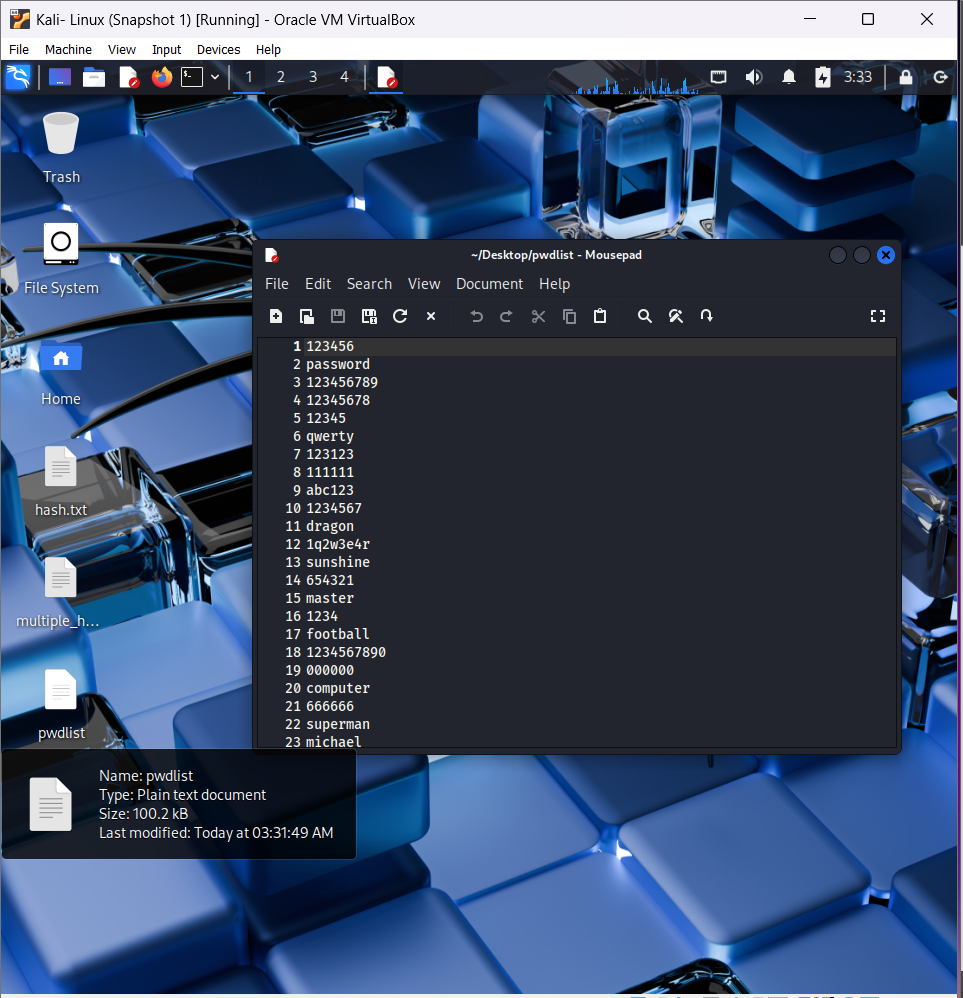 Kali- Linux (Snapshot 1) [Running] - Oracle VM VirtualBox
File Machine View Input Devices Help
1 2 3 4 3:33
Trash
File System
Home
hash.txt
multiple_h...
pwdlist
~/Desktop/pwdlist - Mousepad
File Edit Search View Document Help
1 123456
2 password
3 123456789
4 12345678
5 12345
6 qwerty
7 123123
8 111111
9 abc123
10 1234567
11 dragon
12 1q2w3e4r
13 sunshine
14 654321
15 master
16 1234
17 football
18 1234567890
19 000000
20 computer
21 666666
22 superman
23 michael
Name: pwdlist
Type: Plain text document
Size: 100.2 kB
Last modified: Today at 03:31:49 AM